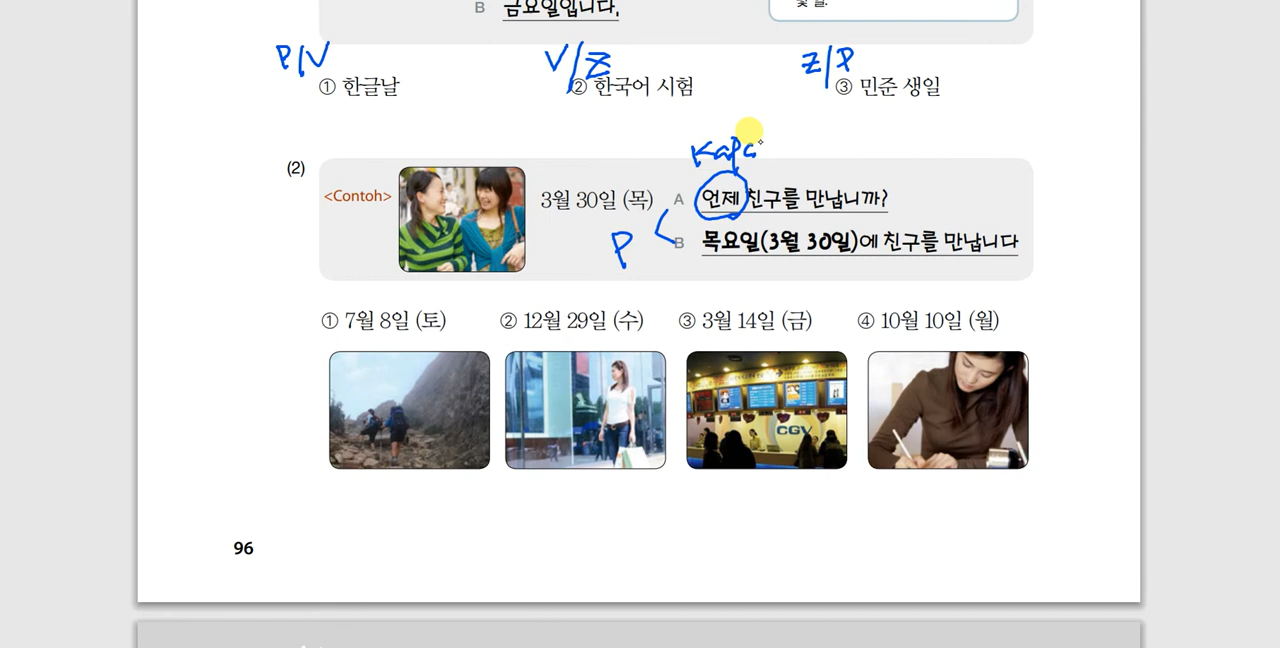 B 금요일입니다.
P/V V/Z Z/P
① 한글날 ② 한국어 시험 ③ 민준 생일
Kapa
(2)
<Contoh> 3월 30일 (목) A 언제 친구를 만납니까?
P B 목요일(3월 30일)에 친구를 만납니다
① 7월 8일 (토) ② 12월 29일 (수) ③ 3월 14일 (금) ④ 10월 10일 (월)
CGV
96